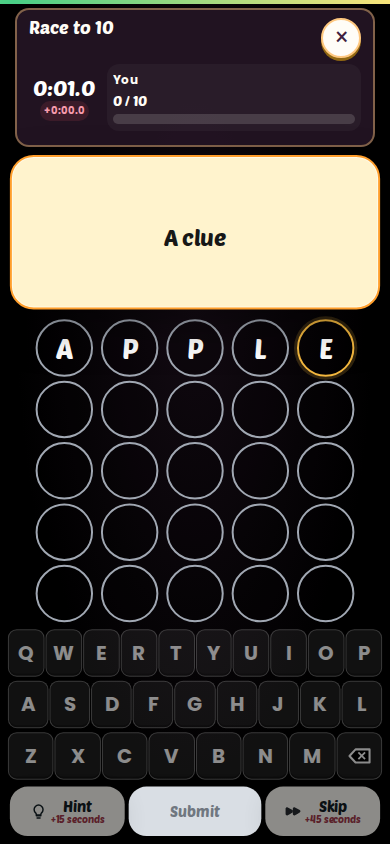 Race to 10
×
0:01.0
+0:00.0
You
0 / 10
A clue
A P P L E
Q W E R T Y U I O P
A S D F G H J K L
Z X C V B N M
Hint
+15 seconds
Submit
Skip
+45 seconds